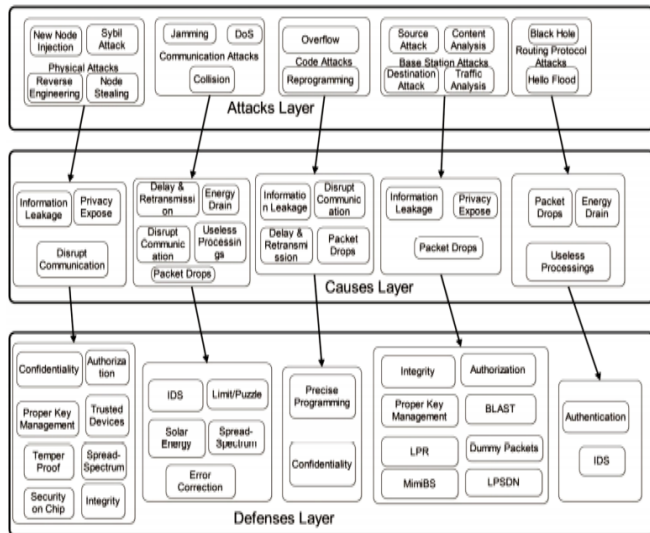 New Node
Injection
Sybil
Attack
Physical Attacks
Reverse
Engineering
Node
Stealing
Jamming
DoS
Communication Attacks
Collision
Overflow
Code Attacks
Reprogramming
Source
Attack
Content
Analysis
Base Station Attacks
Destination
Attack
Traffic
Analysis
Black Hole
Routing Protocol
Attacks
Hello Flood
Attacks Layer
Information
Leakage
Privacy
Expose
Disrupt
Communication
Delay &
Retransmissi
on
Energy
Drain
Disrupt
Communic
ation
Useless
Processin
gs
Packet Drops
Informatio
n Leakage
Disrupt
Communic
ation
Delay &
Retransmi
ssion
Packet
Drops
Information
Leakage
Privacy
Expose
Packet Drops
Packet
Drops
Energy
Drain
Useless
Processings
Causes Layer
Confidentiality
Authoriza
tion
Proper Key
Management
Trusted
Devices
Temper
Proof
Spread-
Spectrum
Security
on Chip
Integrity
IDS
Limit/Puzzle
Solar
Energy
Spread-
Spectrum
Error
Correction
Precise
Programming
Confidentiality
Integrity
Authorization
Proper Key
Management
BLAST
LPR
Dummy Packets
MimiBS
LPSDN
Authentication
IDS
Defenses Layer